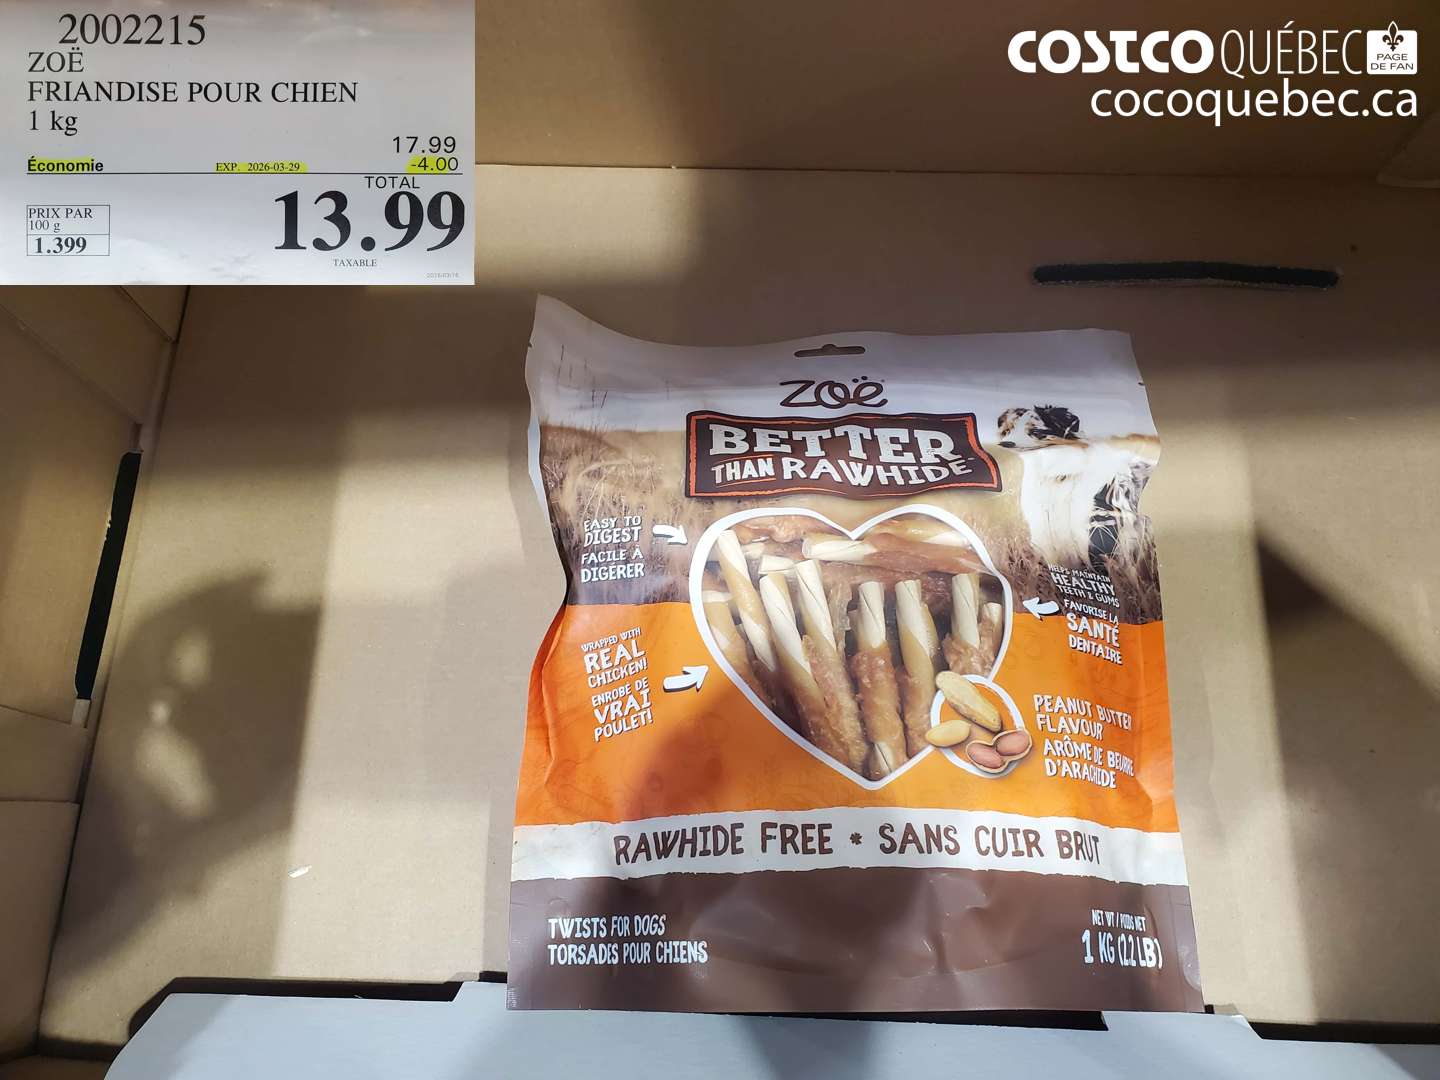 2002215
ZOË
FRIANDISE POUR CHIEN
1 kg
17.99
Économie EXP. 2026-03-29 -4.00
TOTAL
13.99
PRIX PAR
100 g
1.399
TAXABLE
COSTCO QUÉBEC PAGE DE FAN
cocoquebec.ca
zoë
BETTER
THAN RAWHIDE
EASY TO
DIGEST
FACILE À
DIGÉRER
HELPS MAINTAIN
HEALTHY
TEETH & GUMS
FAVORISE LA
SANTÉ
DENTAIRE
WRAPPED WITH
REAL
CHICKEN!
ENROBÉ DE
VRAI
POULET!
PEANUT BUTTER
FLAVOUR
ARÔME DE BEURRE
D'ARACHIDE
RAWHIDE FREE * SANS CUIR BRUT
TWISTS FOR DOGS
TORSADES POUR CHIENS
NET WT / POIDS NET
1 KG (2.2 LB)